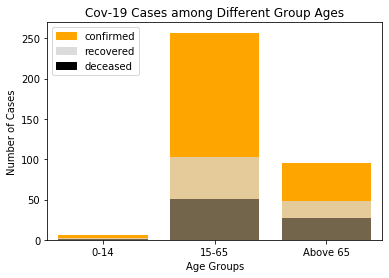 Cov-19 Cases among Different Group Ages
confirmed
recovered
deceased
250
200
150
100
50
0
Number of Cases
0-14
15-65
Above 65
Age Groups